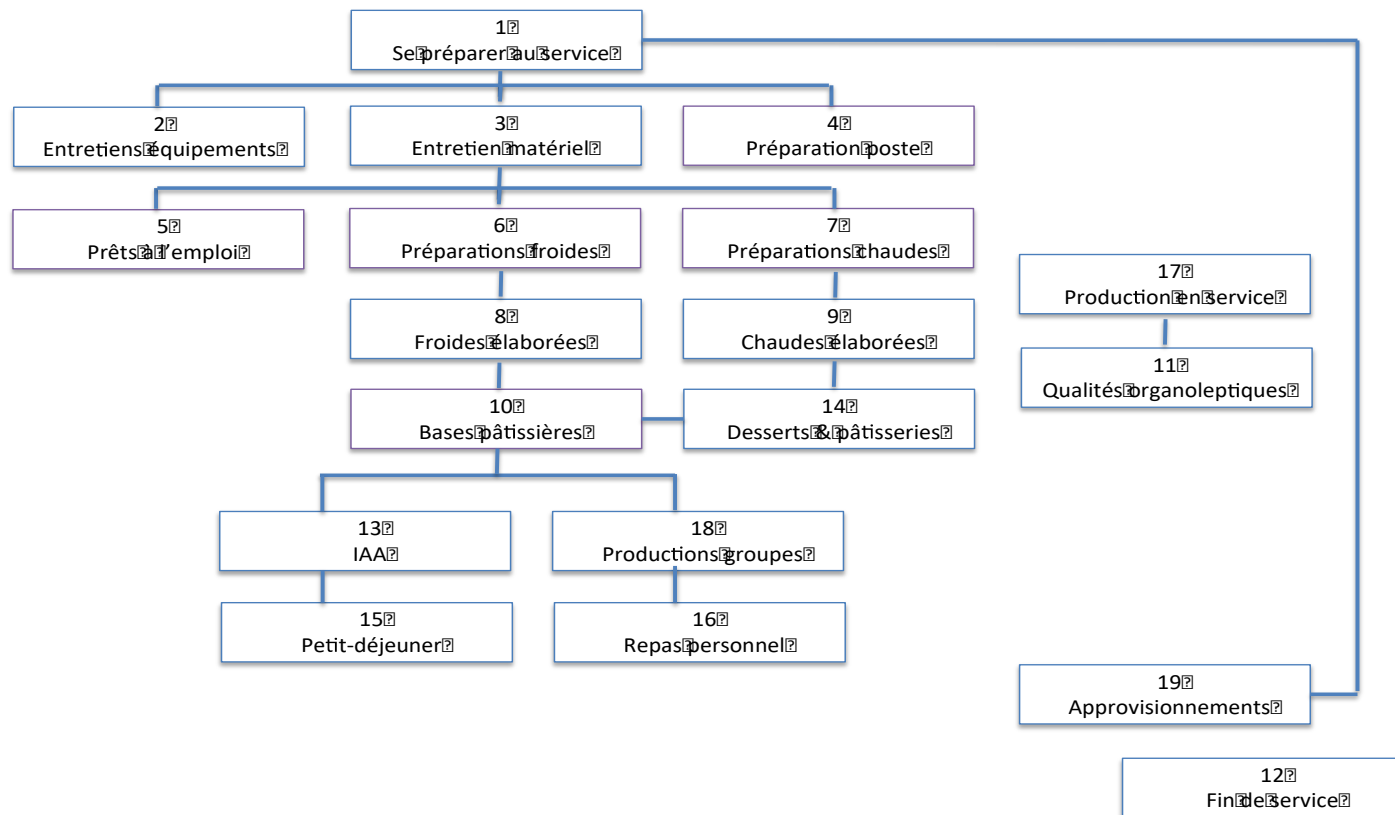 1
Se préparer au service
2
Entretiens équipements
3
Entretien matériel
4
Préparation poste
5
Prêts à l'emploi
6
Préparations froides
7
Préparations chaudes
17
Production en service
8
Froides élaborées
9
Chaudes élaborées
11
Qualités organoleptiques
10
Bases pâtissières
14
Desserts & pâtisseries
13
IAA
18
Productions groupes
15
Petit-déjeuner
16
Repas personnel
19
Approvisionnements
12
Fin de service